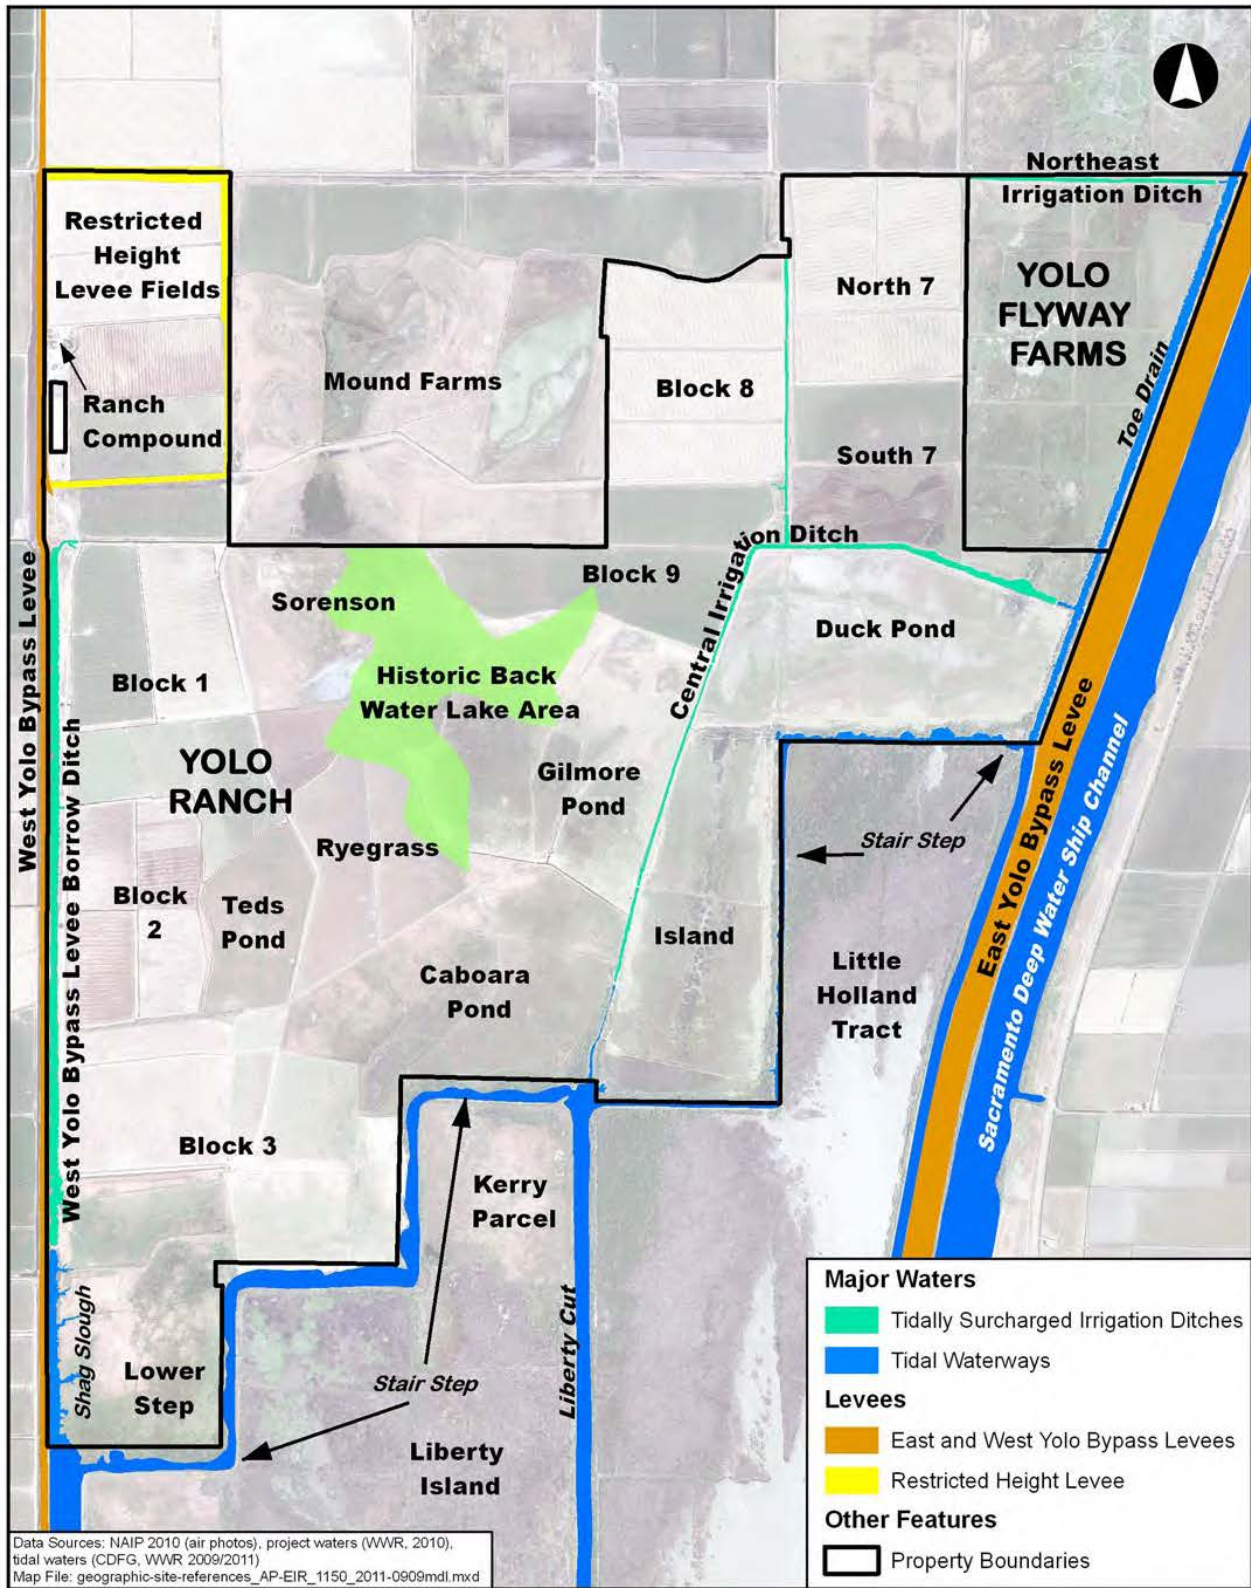 Northeast
Irrigation Ditch
Restricted
Height
Levee Fields
YOLO
FLYWAY
FARMS
North 7
Toe Drain
Mound Farms
Block 8
Ranch
Compound
South 7
Central Irrigation Ditch
West Yolo Bypass Levee
West Yolo Bypass Levee Borrow Ditch
Block 9
Sorenson
Duck Pond
Historic Back
Water Lake Area
Block 1
YOLO
RANCH
Gilmore
Pond
East Yolo Bypass Levee
Sacramento Deep Water Ship Channel
Stair Step
Ryegrass
Block
2
Teds
Pond
Island
Caboara
Pond
Little
Holland
Tract
Block 3
Kerry
Parcel
Shag Slough
Liberty Cut
Lower
Step
Stair Step
Liberty
Island
Major Waters
Tidally Surcharged Irrigation Ditches
Tidal Waterways
Levees
East and West Yolo Bypass Levees
Restricted Height Levee
Other Features
Property Boundaries
Data Sources: NAIP 2010 (air photos), project waters (WWR, 2010),
tidal waters (CDFG, WWR 2009/2011)
Map File: geographic-site-references_AP-EIR_1150_2011-0909mdl.mxd